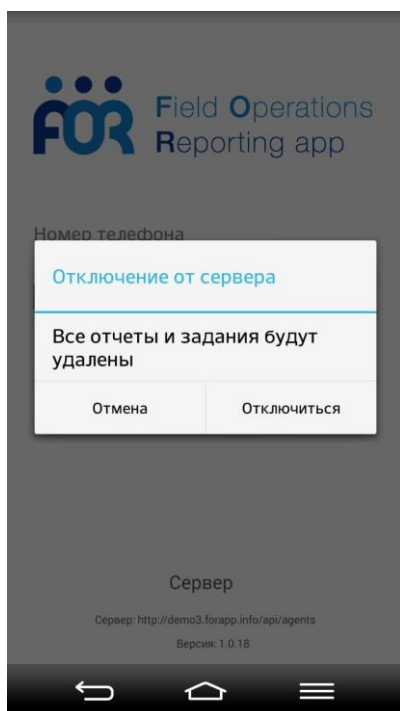 FOR
Field Operations
Reporting app
Номер телефона
Отключение от сервера
Все отчеты и задания будут
удалены
Отмена Отключиться
Сервер
Сервер: http://demo3.forapp.info/api/agents
Версия: 1.0.18